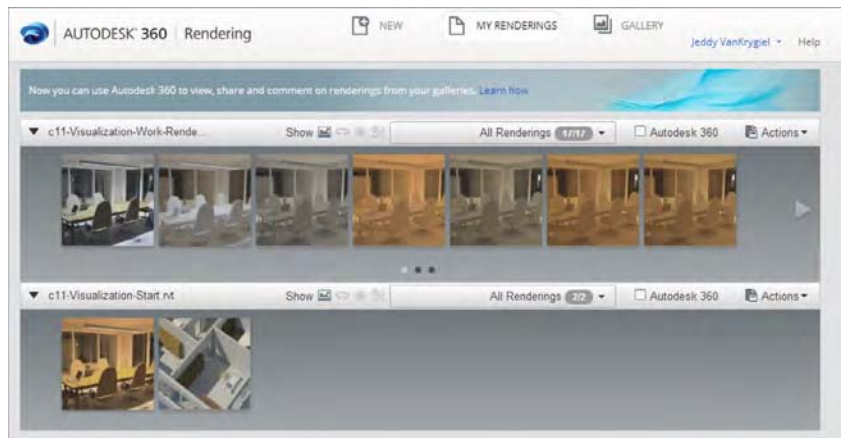 AUTODESK® 360 Rendering
NEW
MY RENDERINGS
GALLERY
Jeddy VanKrygiel
Help
Now you can use Autodesk 360 to view, share and comment on renderings from your galleries. Learn how
c11-Visualization-Work-Rende...
Show
All Renderings 17/17
Autodesk 360
Actions
c11-Visualization-Start.rvt
Show
All Renderings 2/2
Autodesk 360
Actions